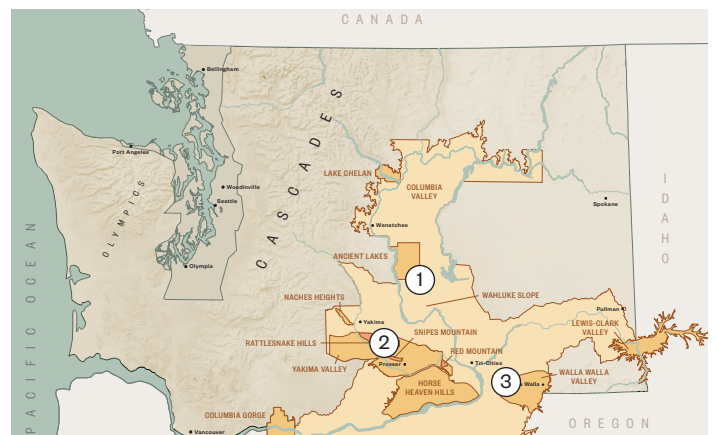 CANADA
Bellingham
CASCADES
Port Angeles
OLYMPICS
Woodinville
Seattle
Olympia
PACIFIC OCEAN
LAKE CHELAN
COLUMBIA
VALLEY
Wenatchee
Spokane
IDAHO
ANCIENT LAKES
1
NACHES HEIGHTS
WAHLUKE SLOPE
Pullman
Yakima
LEWIS-CLARK
VALLEY
RATTLESNAKE HILLS
2
SNIPES MOUNTAIN
RED MOUNTAIN
YAKIMA VALLEY
Prosser
Tri-Cities
3
Walla
WALLA WALLA
VALLEY
HORSE
HEAVEN HILLS
COLUMBIA GORGE
Vancouver
OREGON